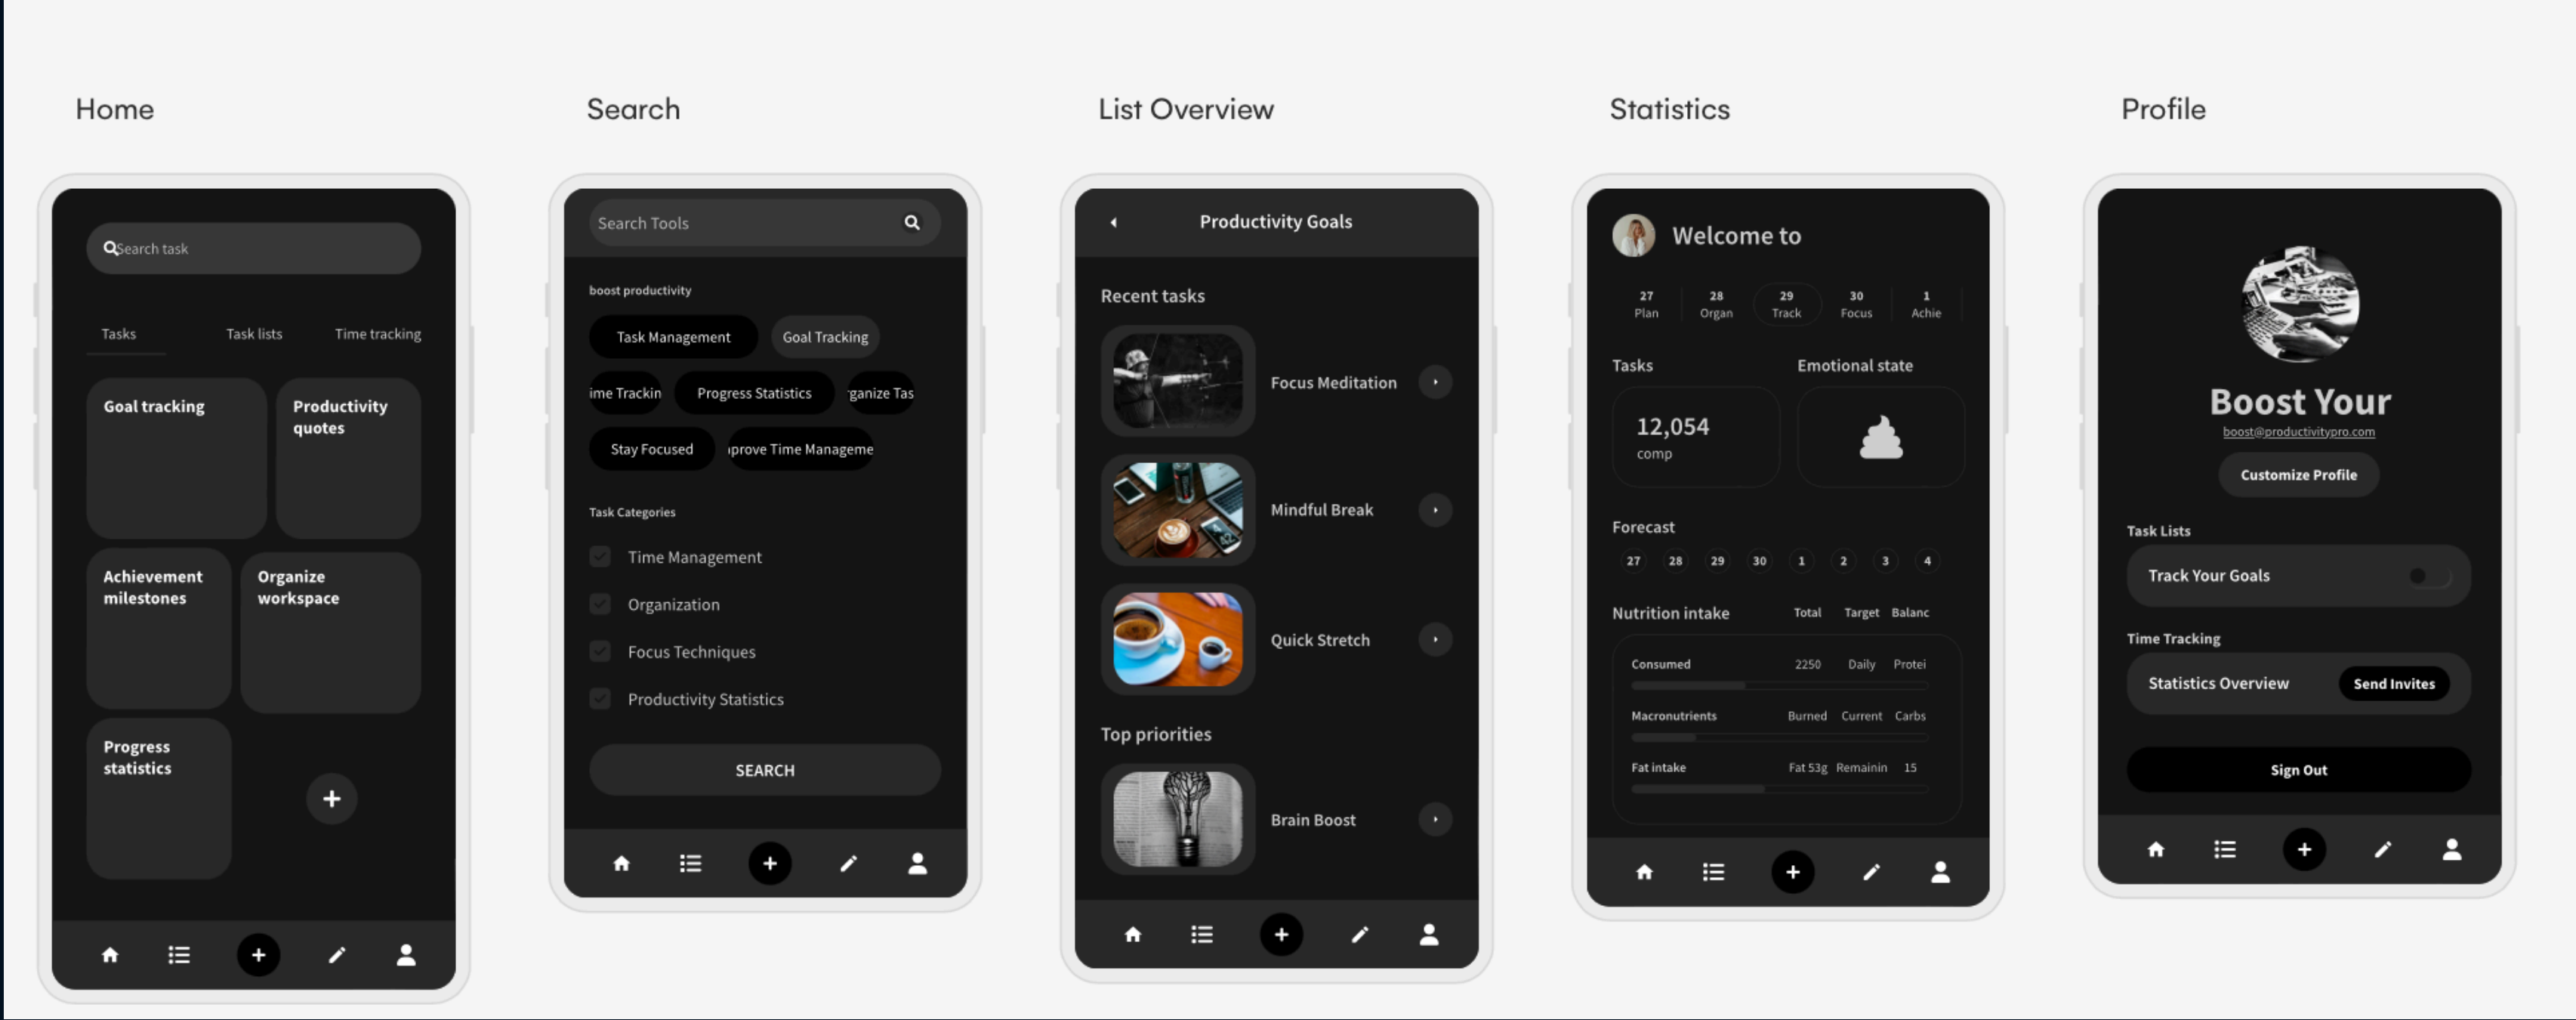 Home
Search task
Tasks
Task lists
Time tracking
Goal tracking
Productivity
quotes
Achievement
milestones
Organize
workspace
Progress
statistics
Search
Search Tools
boost productivity
Task Management
Goal Tracking
ime Trackin
Progress Statistics
rganize Tas
Stay Focused
prove Time Manageme
Task Categories
Time Management
Organization
Focus Techniques
Productivity Statistics
SEARCH
List Overview
Productivity Goals
Recent tasks
Focus Meditation
Mindful Break
Quick Stretch
Top priorities
Brain Boost
Statistics
Welcome to
27 28 29 30 1
Plan Organ Track Focus Achie
Tasks
Emotional state
12,054
comp
Forecast
27 28 29 30 1 2 3 4
Nutrition intake Total Target Balanc
Consumed 2250 Daily Protei
Macronutrients Burned Current Carbs
Fat intake Fat 53g Remainin 15
Profile
Boost Your
boost@productivitypro.com
Customize Profile
Task Lists
Track Your Goals
Time Tracking
Statistics Overview
Send Invites
Sign Out